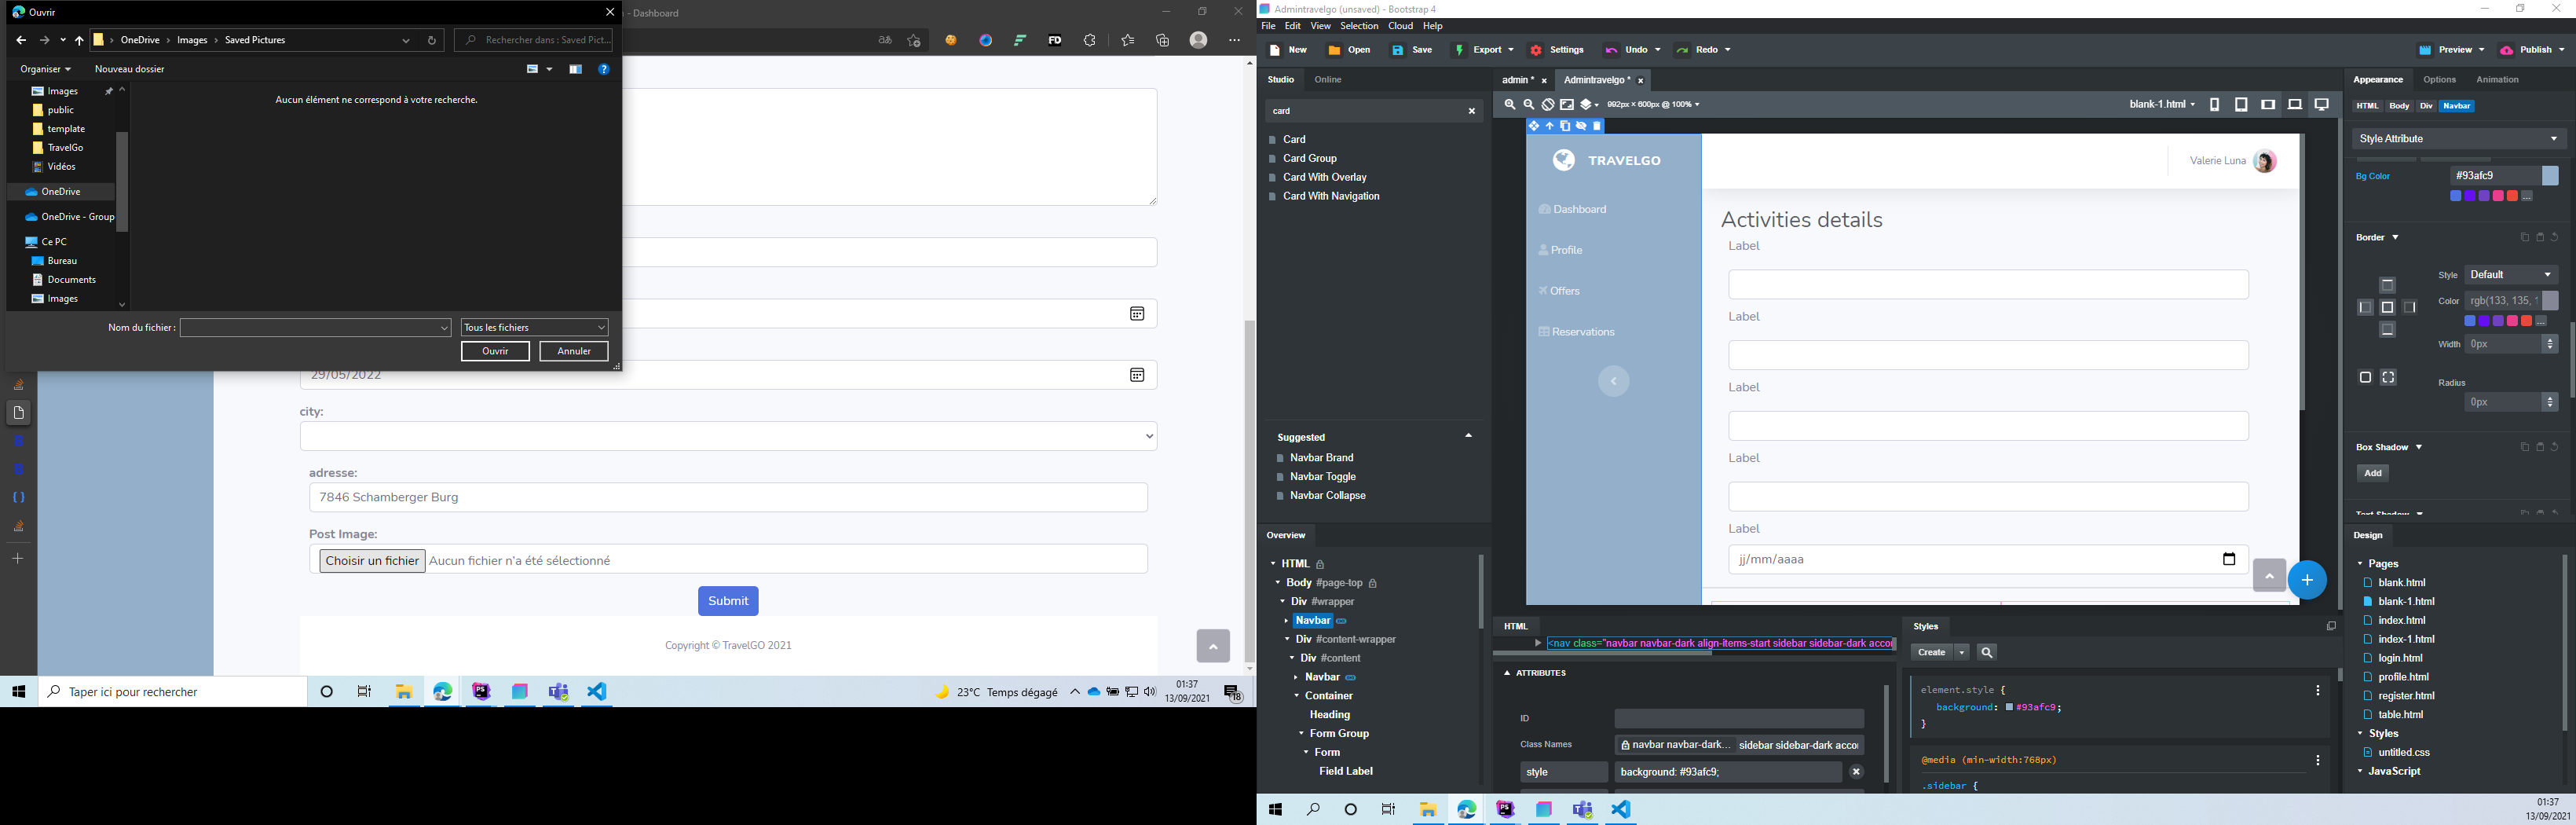 Ouvrir
- Dashboard
OneDrive › Images › Saved Pictures
Rechercher dans : Saved Pict...
Organiser
Nouveau dossier
Images
public
template
TravelGo
Vidéos
OneDrive
OneDrive - Group
Ce PC
Bureau
Documents
Images
Aucun élément ne correspond à votre recherche.
Nom du fichier :
Tous les fichiers
Ouvrir
Annuler
29/05/2022
city:
adresse:
7846 Schamberger Burg
Post Image:
Choisir un fichier Aucun fichier n'a été sélectionné
Submit
Copyright © TravelGO 2021
Taper ici pour rechercher
23°C Temps dégagé
01:37
13/09/2021
18
Admintravelgo (unsaved) - Bootstrap 4
File Edit View Selection Cloud Help
New Open Save Export Settings Undo Redo Preview Publish
Studio Online
card
Card
Card Group
Card With Overlay
Card With Navigation
Suggested
Navbar Brand
Navbar Toggle
Navbar Collapse
Overview
HTML
Body #page-top
Div #wrapper
Navbar
Div #content-wrapper
Div #content
Navbar
Container
Heading
Form Group
Form
Field Label
admin * Admintravelgo *
992px × 600px @ 100%
blank-1.html
TRAVELGO
Valerie Luna
Dashboard
Profile
Offers
Reservations
Activities details
Label
Label
Label
Label
Label
jj/mm/aaaa
HTML
<nav class="navbar navbar-dark align-items-start sidebar sidebar-dark accor
ATTRIBUTES
ID
Class Names navbar navbar-dark... sidebar sidebar-dark accor
style background: #93afc9;
Styles
Create
element.style {
background: #93afc9;
}
@media (min-width:768px)
.sidebar {
Appearance Options Animation
HTML Body Div Navbar
Style Attribute
Bg Color #93afc9
Border
Style Default
Color rgb(133, 135, 1
Width 0px
Radius
0px
Box Shadow
Add
Text Shadow
Design
Pages
blank.html
blank-1.html
index.html
index-1.html
login.html
profile.html
register.html
table.html
Styles
untitled.css
JavaScript
01:37
13/09/2021